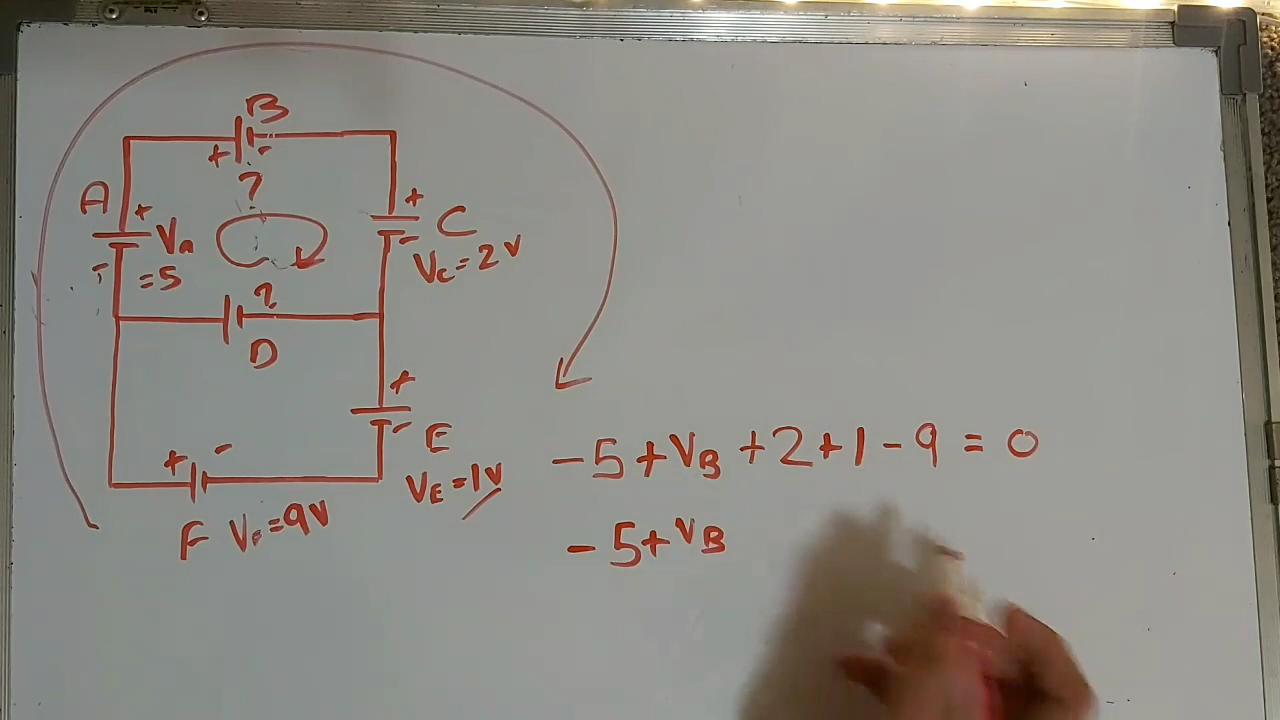 B
+ -
?
A
+
VA
=5
-
+
C
-
VC=2V
?
D
+
- E
VE=1V
+ -
F VF=9V
-5+VB+2+1-9=0
-5+VB